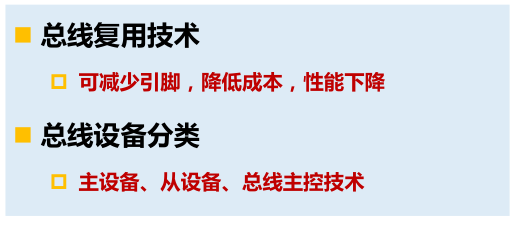 总线复用技术
可减少引脚，降低成本，性能下降
总线设备分类
主设备、从设备、总线主控技术